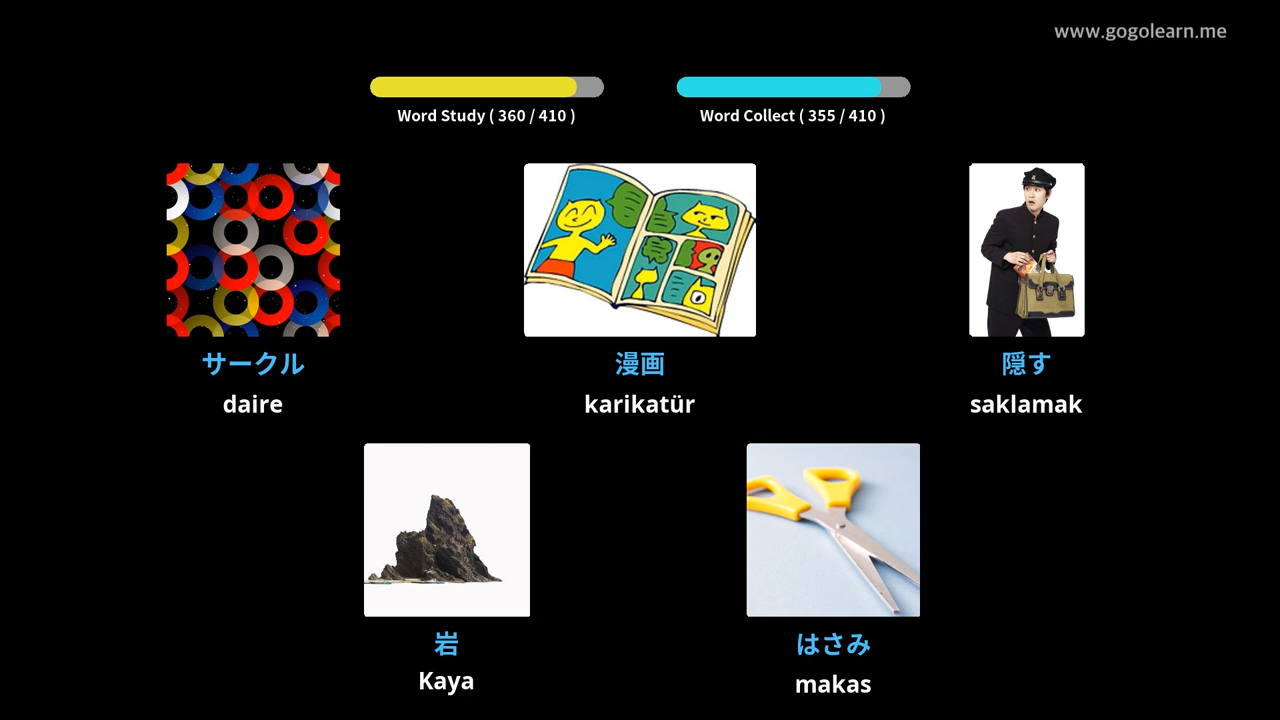 www.gogolearn.me
Word Study ( 360 / 410 )
Word Collect ( 355 / 410 )
サークル
daire
漫画
karikatür
隠す
saklamak
岩
Kaya
はさみ
makas